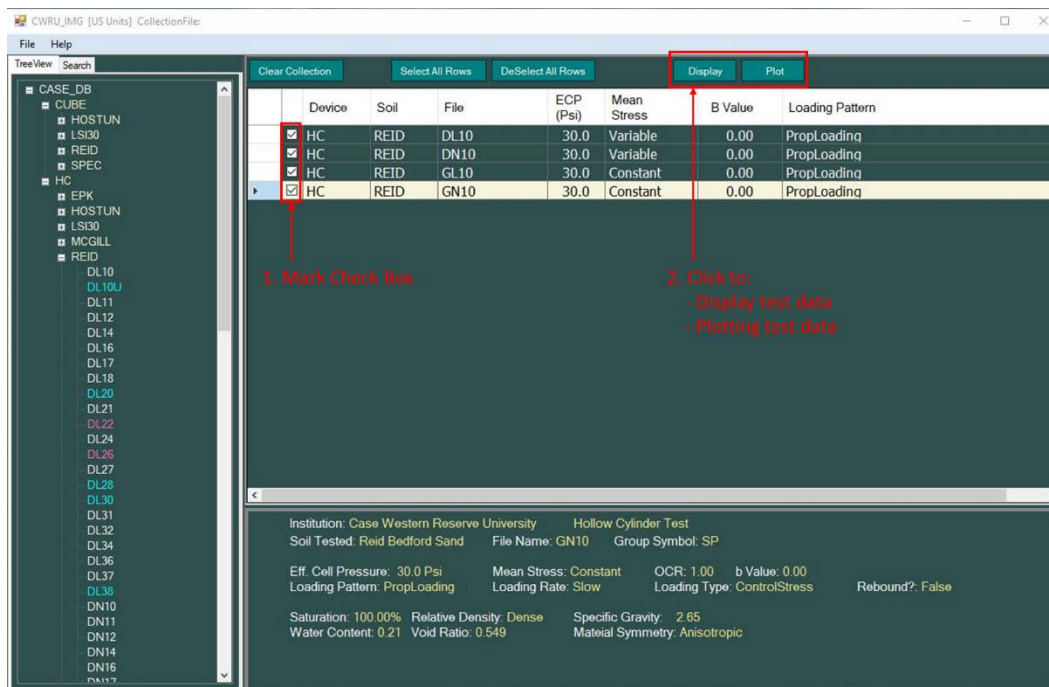 CWRU_IMG [US Units] CollectionFile:
File Help
TreeView Search
CASE_DB
CUBE
HOSTUN
LSI30
REID
SPEC
HC
EPK
HOSTUN
LSI30
MCGILL
REID
DL10
DL10U
DL11
DL12
DL14
DL16
DL17
DL18
DL20
DL21
DL22
DL24
DL26
DL27
DL28
DL30
DL31
DL32
DL34
DL36
DL37
DL38
DN10
DN11
DN12
DN14
DN16
DN17
Clear Collection Select All Rows DeSelect All Rows Display Plot
Device Soil File ECP (Psi) Mean Stress B Value Loading Pattern
HC REID DL10 30.0 Variable 0.00 PropLoading
HC REID DN10 30.0 Variable 0.00 PropLoading
HC REID GL10 30.0 Constant 0.00 PropLoading
HC REID GN10 30.0 Constant 0.00 PropLoading
1. Mark Check Box
2. Click to:
- Display test data
- Plotting test data
Institution: Case Western Reserve University Hollow Cylinder Test
Soil Tested: Reid Bedford Sand File Name: GN10 Group Symbol: SP
Eff. Cell Pressure: 30.0 Psi Mean Stress: Constant OCR: 1.00 b Value: 0.00
Loading Pattern: PropLoading Loading Rate: Slow Loading Type: ControlStress Rebound?: False
Saturation: 100.00% Relative Density: Dense Specific Gravity: 2.65
Water Content: 0.21 Void Ratio: 0.549 Mateial Symmetry: Anisotropic